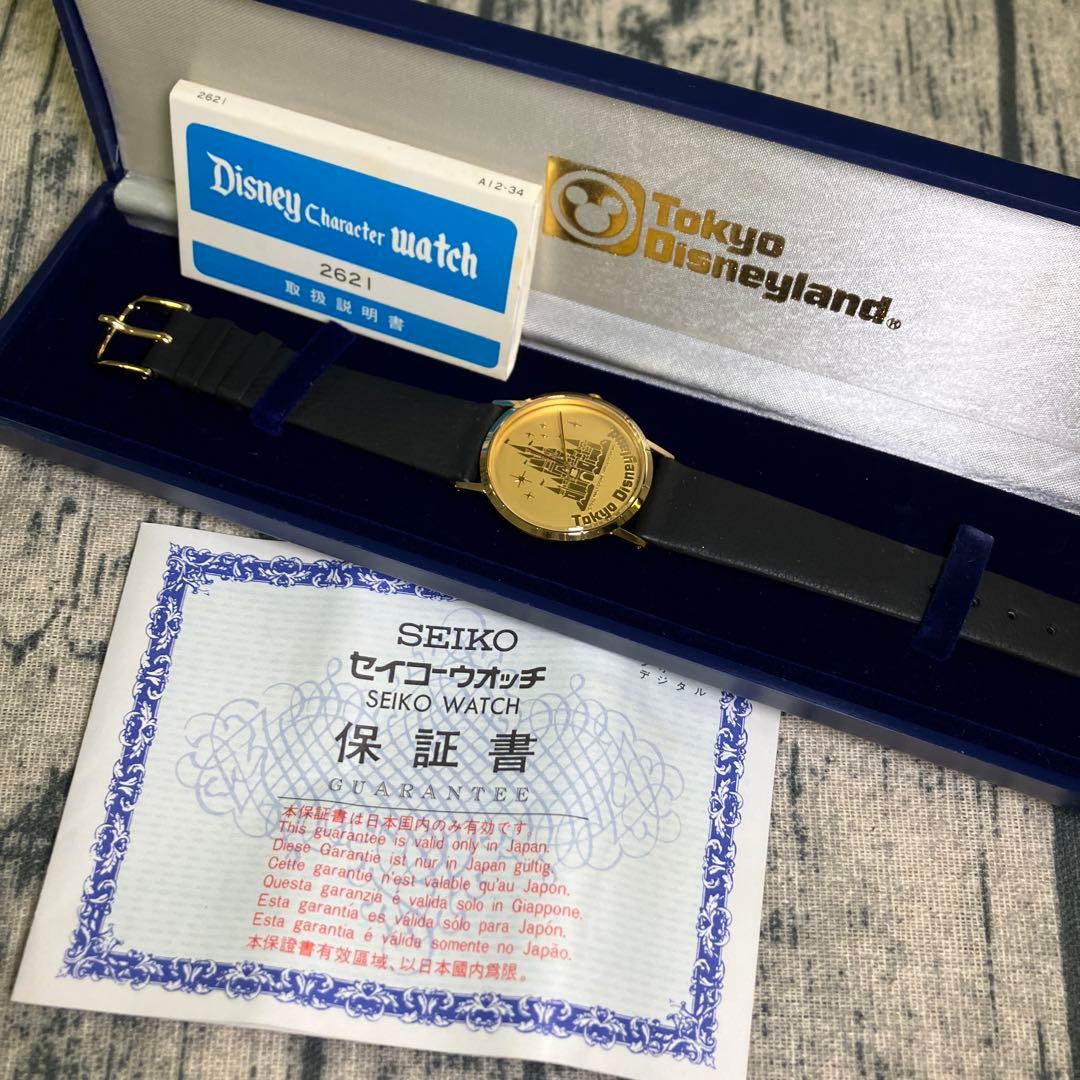 2621
A12-34
Disney Character Watch
2621
取扱説明書
Tokyo
Disneyland®
Tokyo Disneyland
SEIKO
セイコーウオッチ
SEIKO WATCH
保証書
GUARANTEE
本保証書は日本国内のみ有効です。
This guarantee is valid only in Japan.
Diese Garantie ist nur in Japan gültig.
Cette garantie n'est valable qu'au Japon.
Questa garanzia é valida solo in Giappone.
Esta garantía es válida sólo para Japón.
Esta garantia é válida somente no Japão.
本保證書有效區域、以日本國內爲限。
デジタル